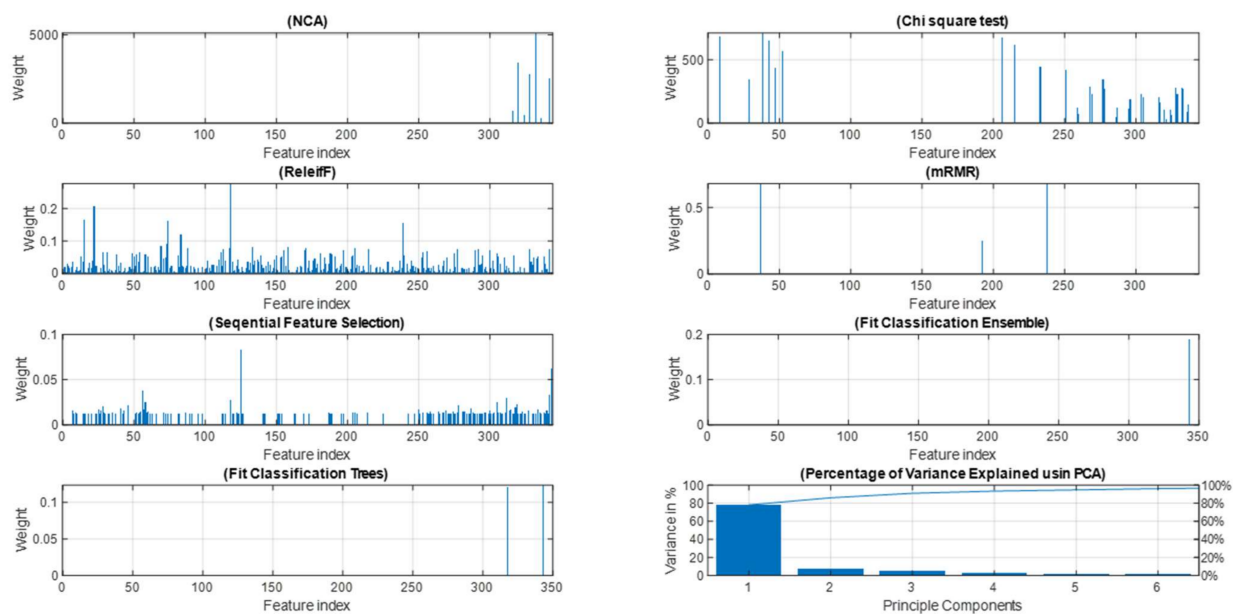 (NCA)
5000
0
Weight
0 50 100 150 200 250 300
Feature index
(Chi square test)
500
0
Weight
0 50 100 150 200 250 300
Feature index
(ReleifF)
0.2
0.1
0
Weight
0 50 100 150 200 250 300
Feature index
(mRMR)
0.5
0
Weight
0 50 100 150 200 250 300
Feature index
(Seqential Feature Selection)
0.1
0.05
0
Weight
0 50 100 150 200 250 300
Feature index
(Fit Classification Ensemble)
0.2
0.1
0
Weight
0 50 100 150 200 250 300 350
Feature index
(Fit Classification Trees)
0.1
0.05
0
Weight
0 50 100 150 200 250 300 350
Feature index
(Percentage of Variance Explained usin PCA)
100
80
60
40
20
0
Variance in %
100%
80%
60%
40%
20%
0%
1 2 3 4 5 6
Principle Components